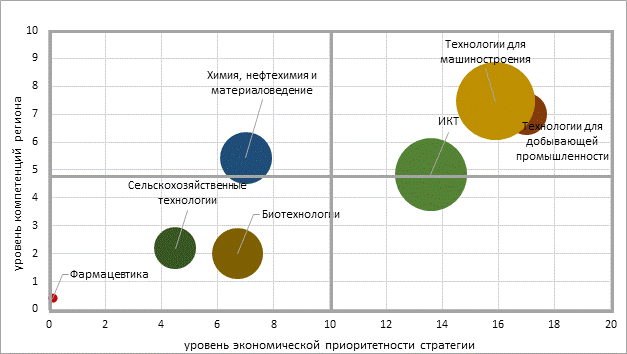 10
9
8
7
6
5
4
3
2
1
0
уровень компетенций региона
Технологии для
машиностроения
Химия, нефтехимия и
материаловедение
ИКТ
Технологии для
добывающей
промышленности
Сельскохозяйственные
технологии
Биотехнологии
Фармацевтика
0 2 4 6 8 10 12 14 16 18 20
уровень экономической приоритетности стратегии